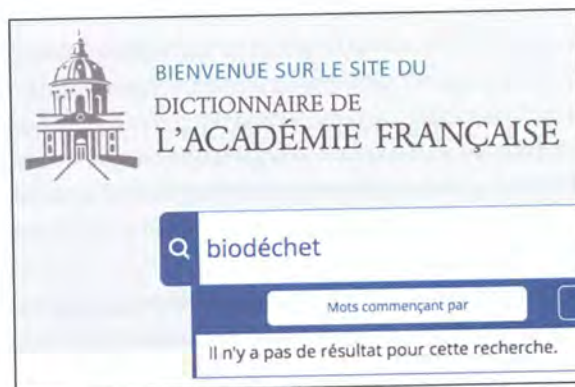 BIENVENUE SUR LE SITE DU
DICTIONNAIRE DE
L'ACADÉMIE FRANÇAISE
biodéchet
Mots commençant par
Il n'y a pas de résultat pour cette recherche.